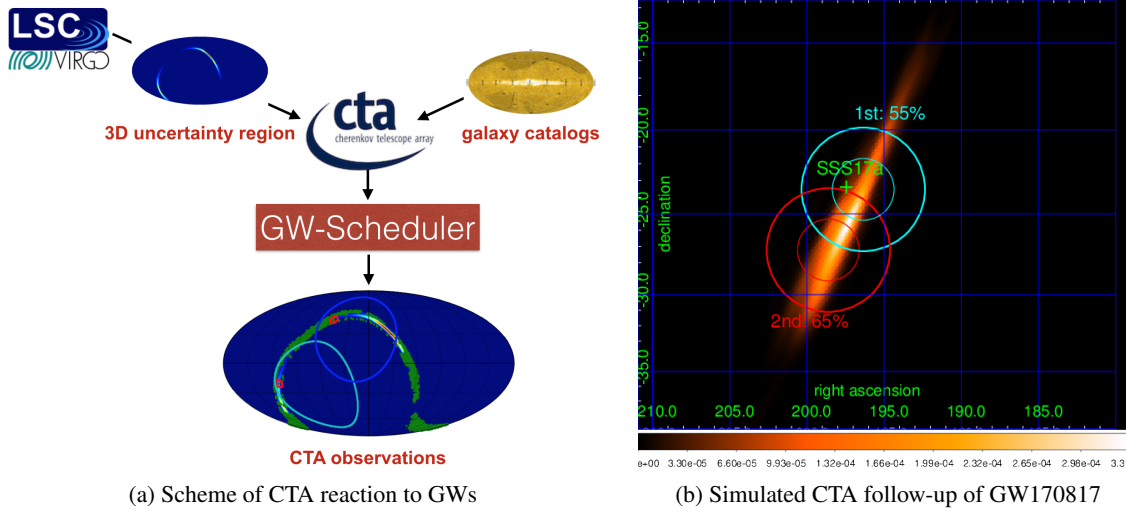 LSC
VIRGO
3D uncertainty region
cta
cherenkov telescope array
galaxy catalogs
GW-Scheduler
CTA observations
(a) Scheme of CTA reaction to GWs
-15.0
-20.0
-25.0
-30.0
-35.0
declination
1st: 55%
SSS17a
2nd: 65%
right ascension
210.0 205.0 200.0 195.0 190.0 185.0
e+00 3.30e-05 6.60e-05 9.93e-05 1.32e-04 1.66e-04 1.99e-04 2.32e-04 2.65e-04 2.98e-04 3.3
(b) Simulated CTA follow-up of GW170817